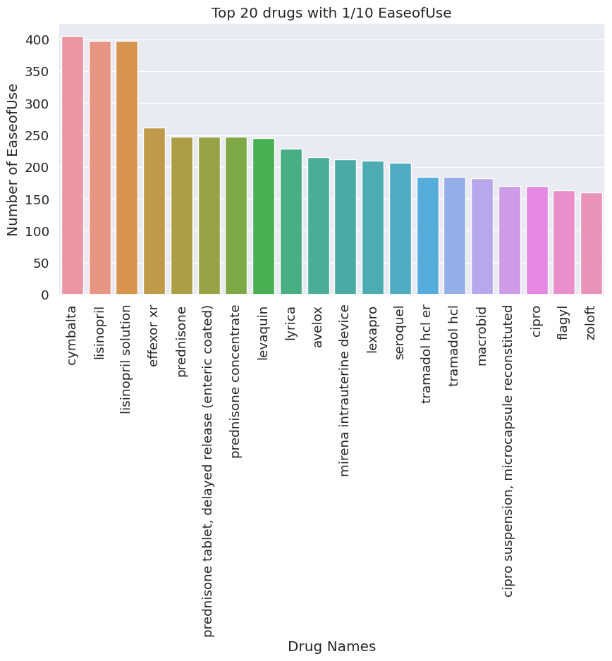 Top 20 drugs with 1/10 EaseofUse
Number of EaseofUse
400
350
300
250
200
150
100
50
0
cymbalta
lisinopril
lisinopril solution
effexor xr
prednisone
prednisone tablet, delayed release (enteric coated)
prednisone concentrate
levaquin
lyrica
avelox
mirena intrauterine device
lexapro
seroquel
tramadol hcl er
tramadol hcl
macrobid
cipro suspension, microcapsule reconstituted
cipro
flagyl
zoloft
Drug Names